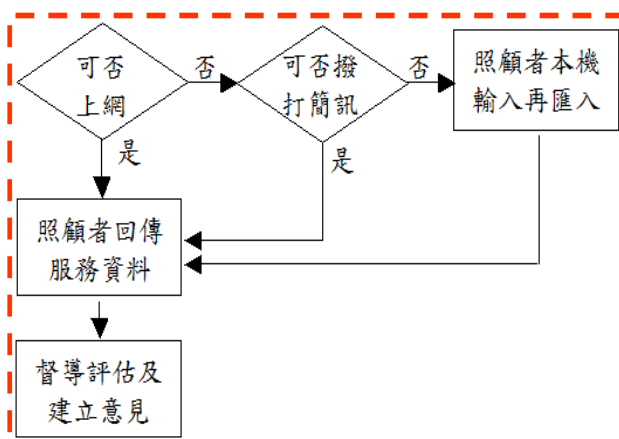 可否
上網
否
可否撥
打簡訊
否
照顧者本機
輸入再匯入
是
是
照顧者回傳
服務資料
督導評估及
建立意見